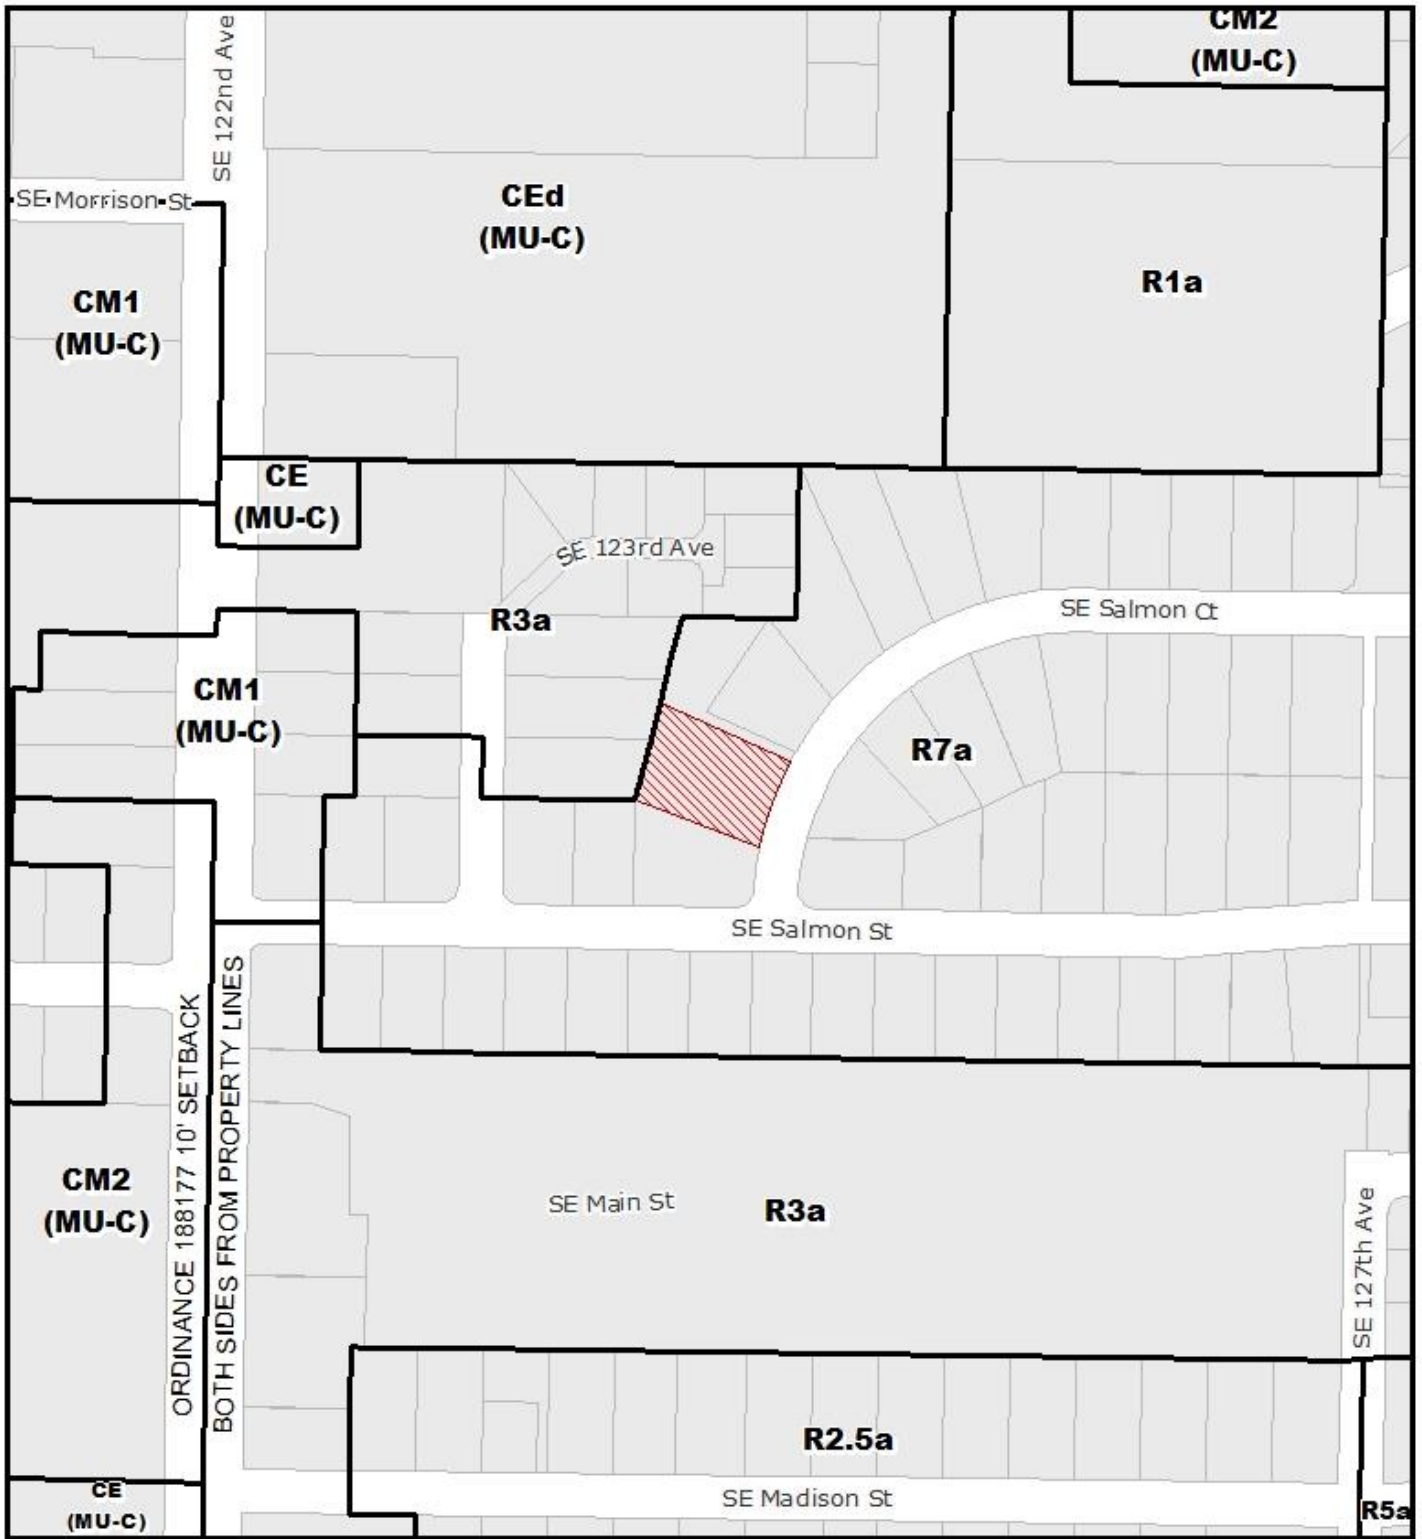 CM2
(MU-C)
SE 122nd Ave
SE Morrison St
CEd
(MU-C)
R1a
CM1
(MU-C)
CE
(MU-C)
SE 123rd Ave
R3a
SE Salmon Ct
CM1
(MU-C)
R7a
SE Salmon St
ORDINANCE 188177 10' SETBACK
BOTH SIDES FROM PROPERTY LINES
CM2
(MU-C)
SE Main St
R3a
SE 127th Ave
R2.5a
CE
(MU-C)
SE Madison St
R5a